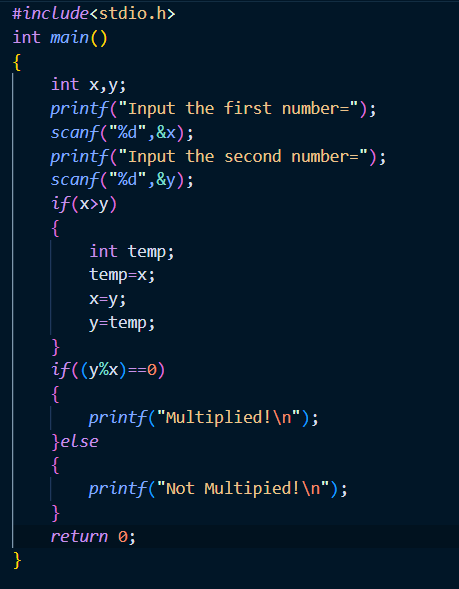 #include<stdio.h>
int main()
{
    int x,y;
    printf("Input the first number=");
    scanf("%d",&x);
    printf("Input the second number=");
    scanf("%d",&y);
    if(x>y)
    {
        int temp;
        temp=x;
        x=y;
        y=temp;
    }
    if((y%x)==0)
    {
        printf("Multiplied!\n");
    }else
    {
        printf("Not Multipied!\n");
    }
    return 0;
}